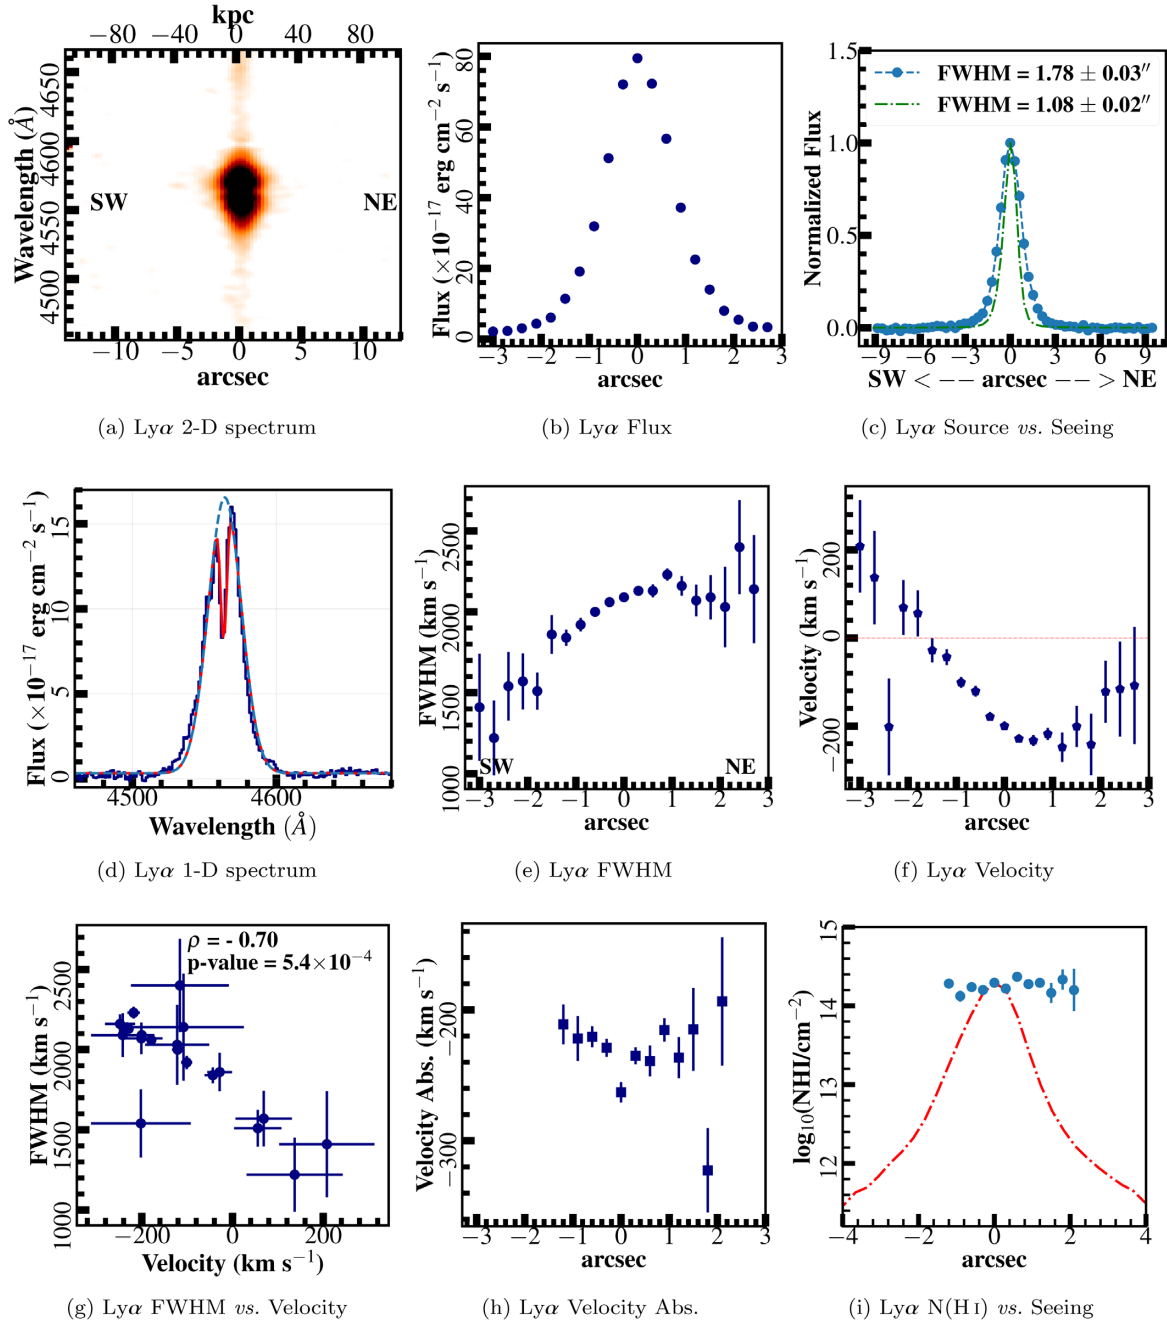 kpc
−80 −40 0 40 80
Wavelength (Å)
4650
4600
4550
4500
SW
NE
−10 −5 0 5 10
arcsec
(a) Lyα 2-D spectrum
Flux (×10−17 erg cm−2 s−1)
80
60
40
20
0
−3 −2 −1 0 1 2 3
arcsec
(b) Lyα Flux
Normalized Flux
1.5
1.0
0.5
0.0
FWHM = 1.78 ± 0.03″
FWHM = 1.08 ± 0.02″
−9 −6 −3 0 3 6 9
SW < −− arcsec −− > NE
(c) Lyα Source vs. Seeing
Flux (×10−17 erg cm−2 s−1)
15
10
5
0
4500 4600
Wavelength (Å)
(d) Lyα 1-D spectrum
FWHM (km s−1)
2500
2000
1500
1000
SW
NE
−3 −2 −1 0 1 2 3
arcsec
(e) Lyα FWHM
Velocity (km s−1)
200
0
−200
−3 −2 −1 0 1 2 3
arcsec
(f) Lyα Velocity
FWHM (km s−1)
2500
2000
1500
1000
ρ = - 0.70
p-value = 5.4×10−4
−200 0 200
Velocity (km s−1)
(g) Lyα FWHM vs. Velocity
Velocity Abs. (km s−1)
−200
−300
−3 −2 −1 0 1 2 3
arcsec
(h) Lyα Velocity Abs.
log10(NHI/cm−2)
15
14
13
12
−4 −2 0 2 4
arcsec
(i) Lyα N(H I) vs. Seeing